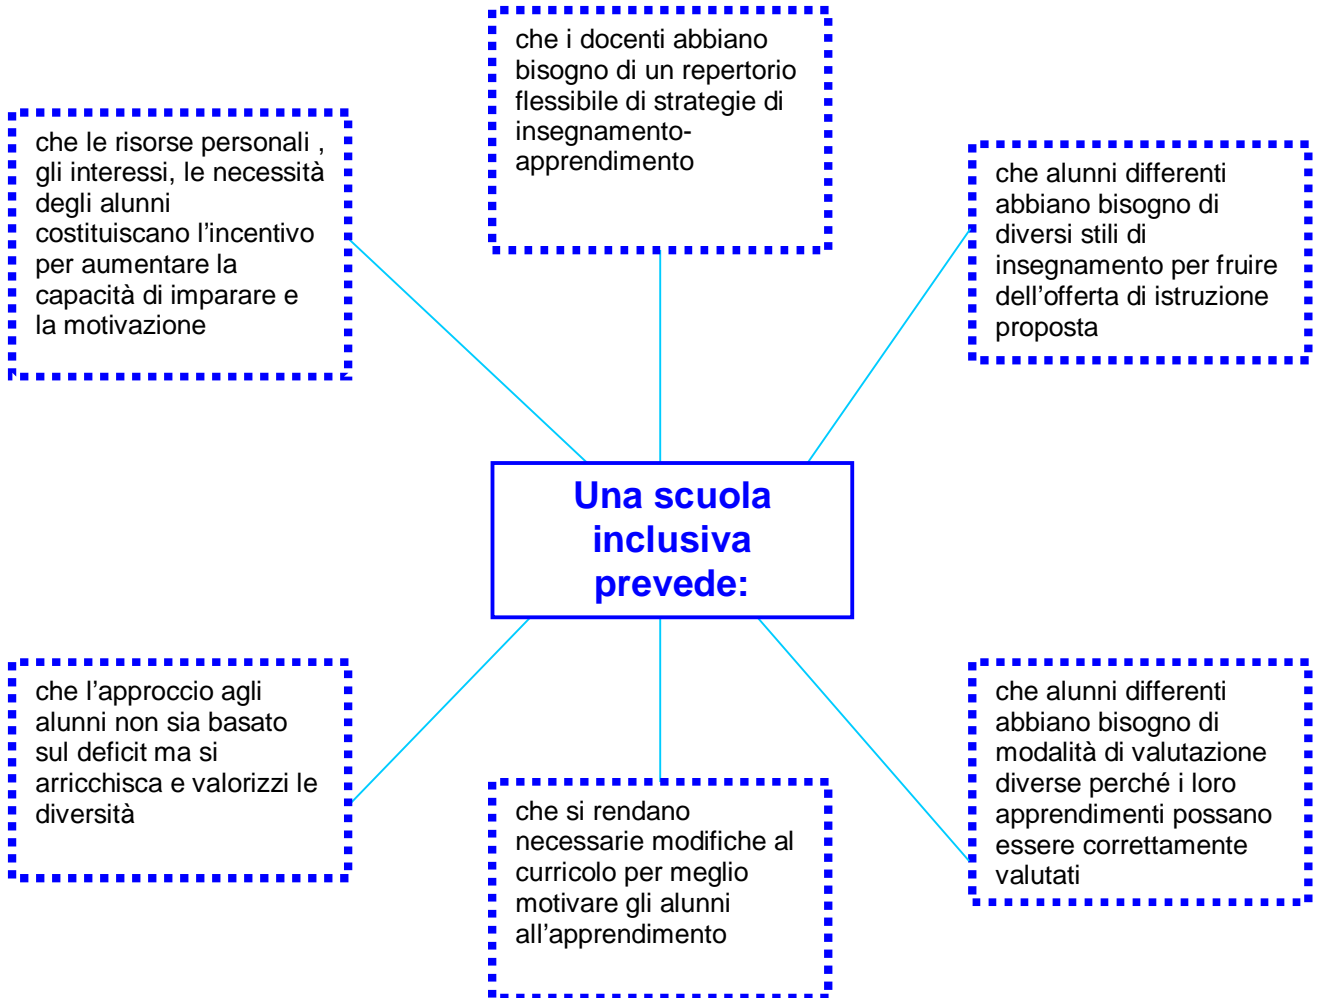 che i docenti abbiano
bisogno di un repertorio
flessibile di strategie di
insegnamento-
apprendimento
che le risorse personali ,
gli interessi, le necessità
degli alunni
costituiscano l’incentivo
per aumentare la
capacità di imparare e
la motivazione
che alunni differenti
abbiano bisogno di
diversi stili di
insegnamento per fruire
dell’offerta di istruzione
proposta
Una scuola
inclusiva
prevede:
che l’approccio agli
alunni non sia basato
sul deficit ma si
arricchisca e valorizzi le
diversità
che si rendano
necessarie modifiche al
curricolo per meglio
motivare gli alunni
all’apprendimento
che alunni differenti
abbiano bisogno di
modalità di valutazione
diverse perché i loro
apprendimenti possano
essere correttamente
valutati